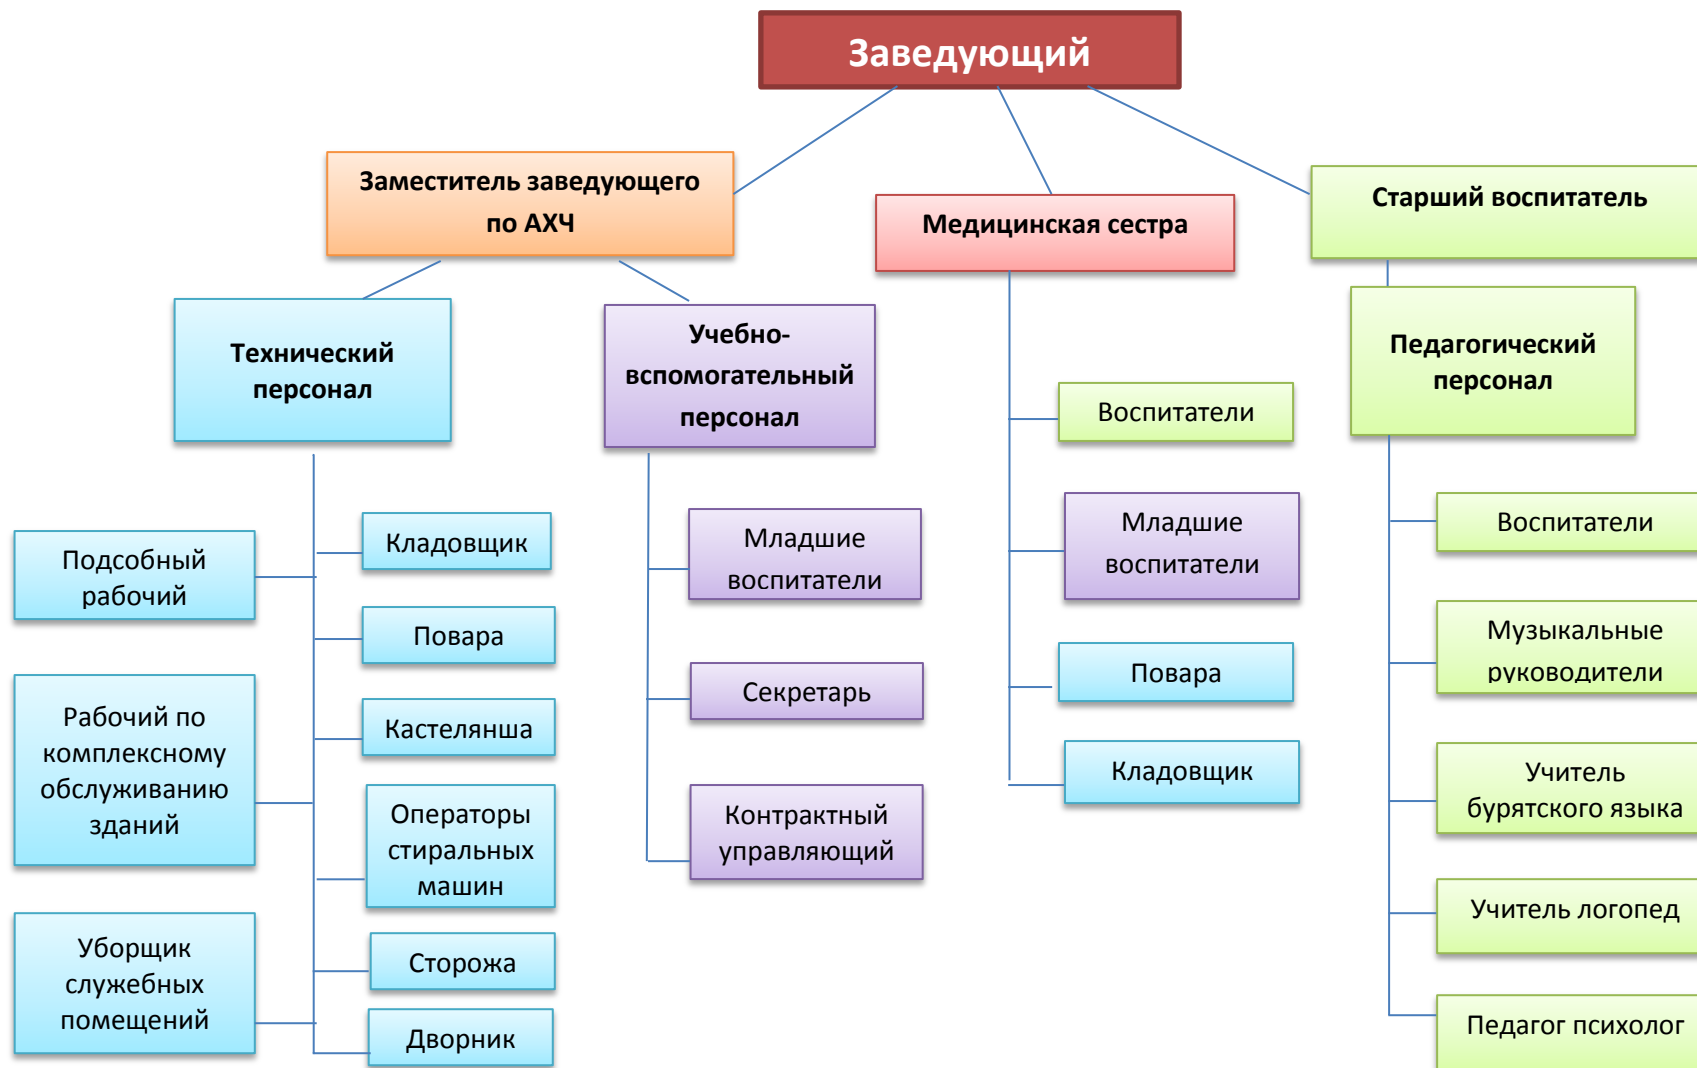 Заведующий
Заместитель заведующего
по АХЧ
Медицинская сестра
Старший воспитатель
Технический
персонал
Учебно-
вспомогательный
персонал
Педагогический
персонал
Подсобный
рабочий
Рабочий по
комплексному
обслуживанию
зданий
Уборщик
служебных
помещений
Кладовщик
Повара
Кастелянша
Операторы
стиральных
машин
Сторожа
Дворник
Младшие
воспитатели
Секретарь
Контрактный
управляющий
Воспитатели
Младшие
воспитатели
Повара
Кладовщик
Воспитатели
Музыкальные
руководители
Учитель
бурятского языка
Учитель логопед
Педагог психолог